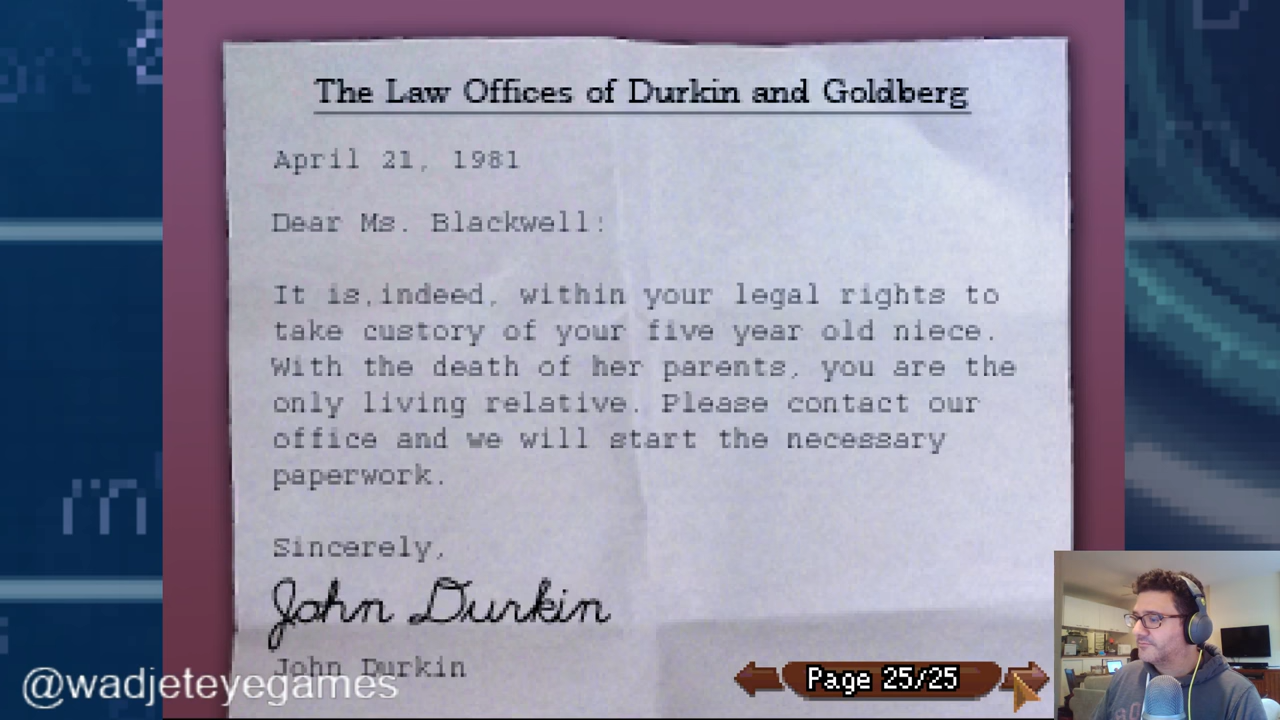 The Law Offices of Durkin and Goldberg
April 21, 1981
Dear Ms. Blackwell:
It is,indeed, within your legal rights to
take custory of your five year old niece.
With the death of her parents, you are the
only living relative. Please contact our
office and we will start the necessary
paperwork.
Sincerely,
John Durkin
John Durkin
@wadjeteyegames
Page 25/25